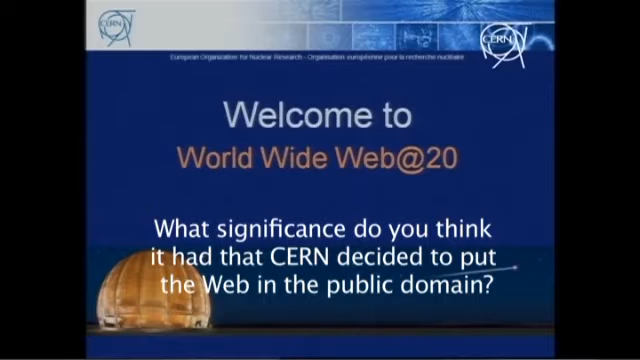 CERN
European Organization for Nuclear Research - Organisation européenne pour la recherche nucléaire
Welcome to
World Wide Web@20
What significance do you think
it had that CERN decided to put
the Web in the public domain?